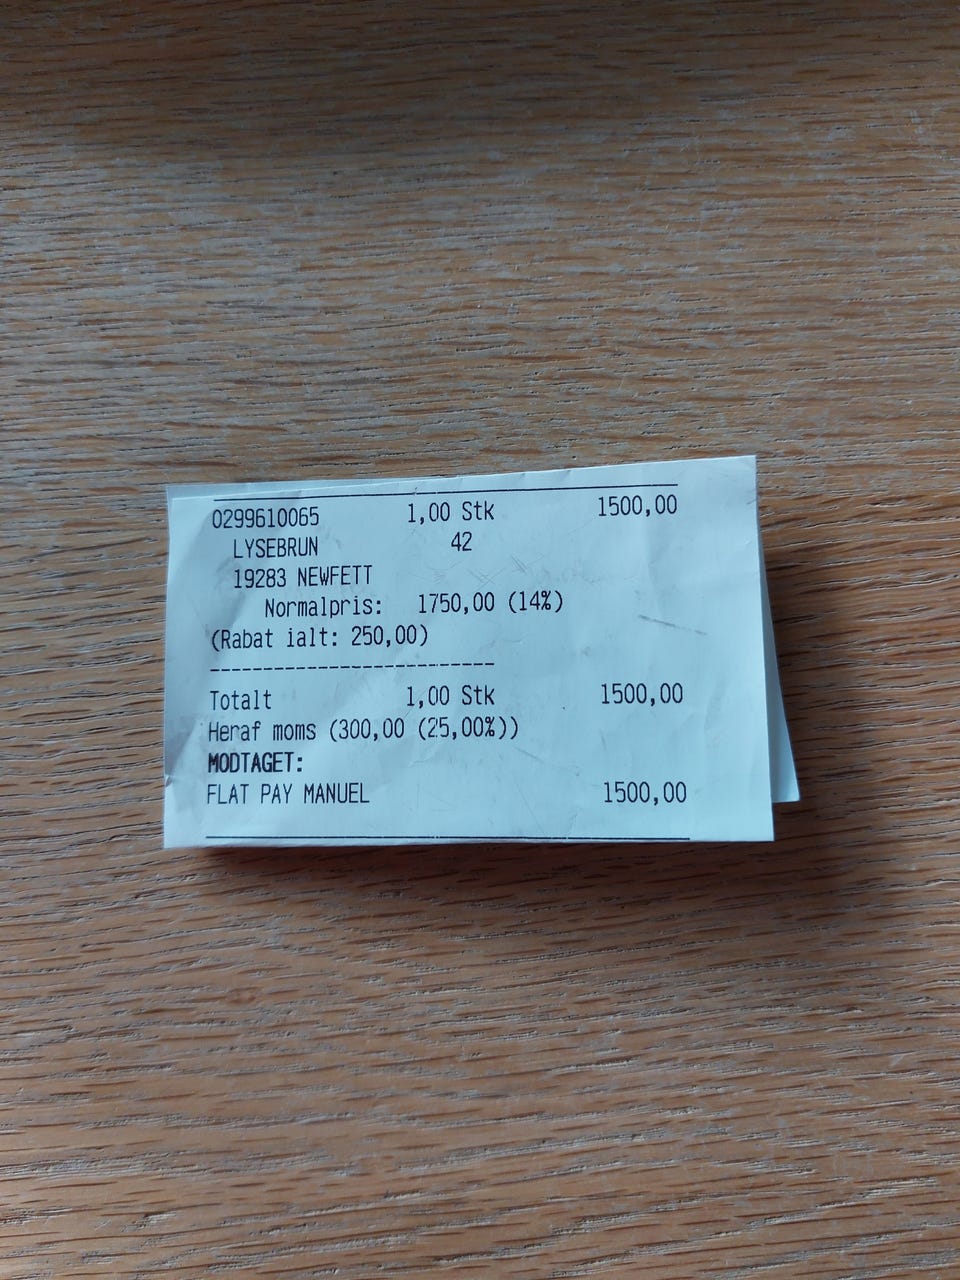 0299610065 1,00 Stk 1500,00
LYSEBRUN 42
19283 NEWFETT
Normalpris: 1750,00 (14%)
(Rabat ialt: 250,00)
--------------------------
Totalt 1,00 Stk 1500,00
Heraf moms (300,00 (25,00%))
MODTAGET:
FLAT PAY MANUEL 1500,00